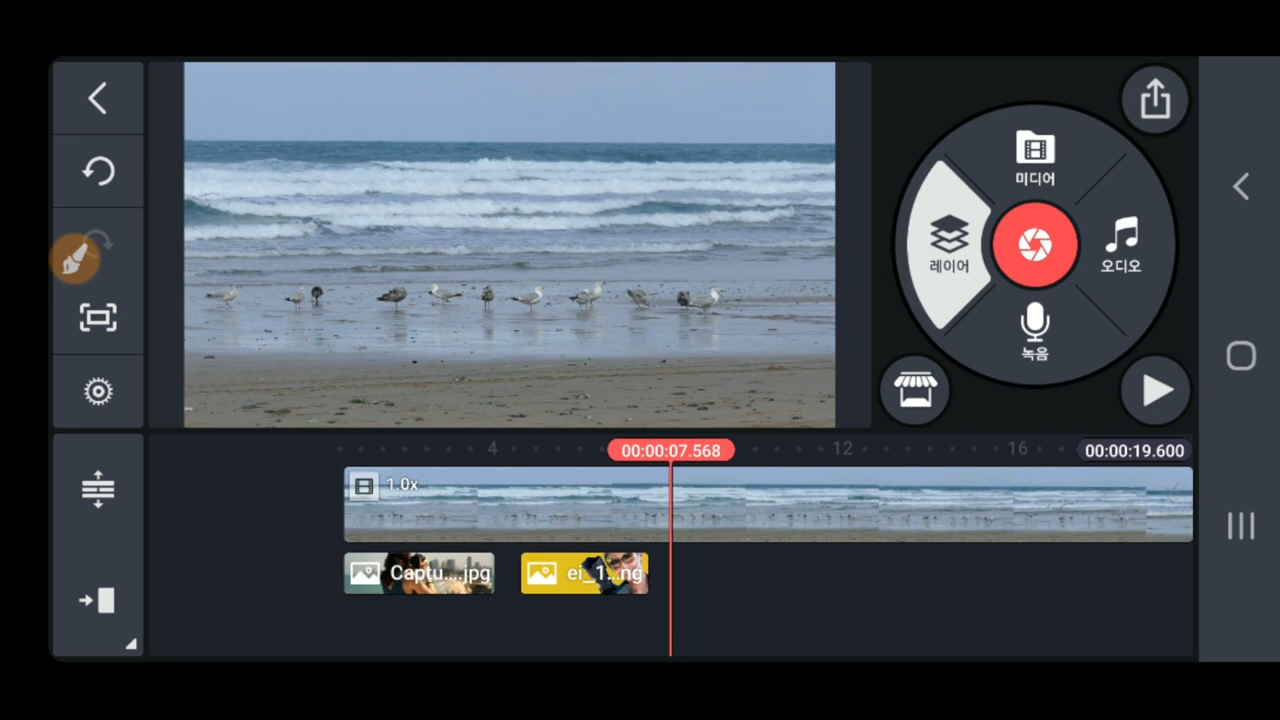 미디어
레이어
오디오
녹음
4
00:00:07.568
12
16
00:00:19.600
1.0x
Captu....jpg
ei_1...ng